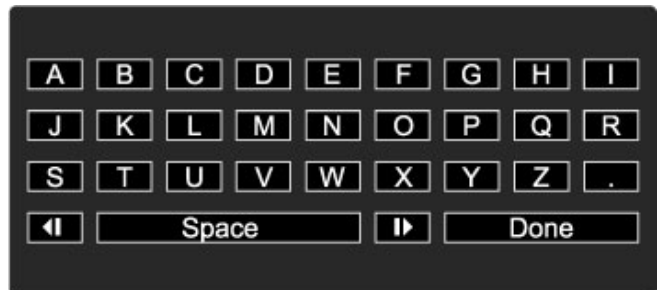 A B C D E F G H I
J K L M N O P Q R
S T U V W X Y Z .
Space Done